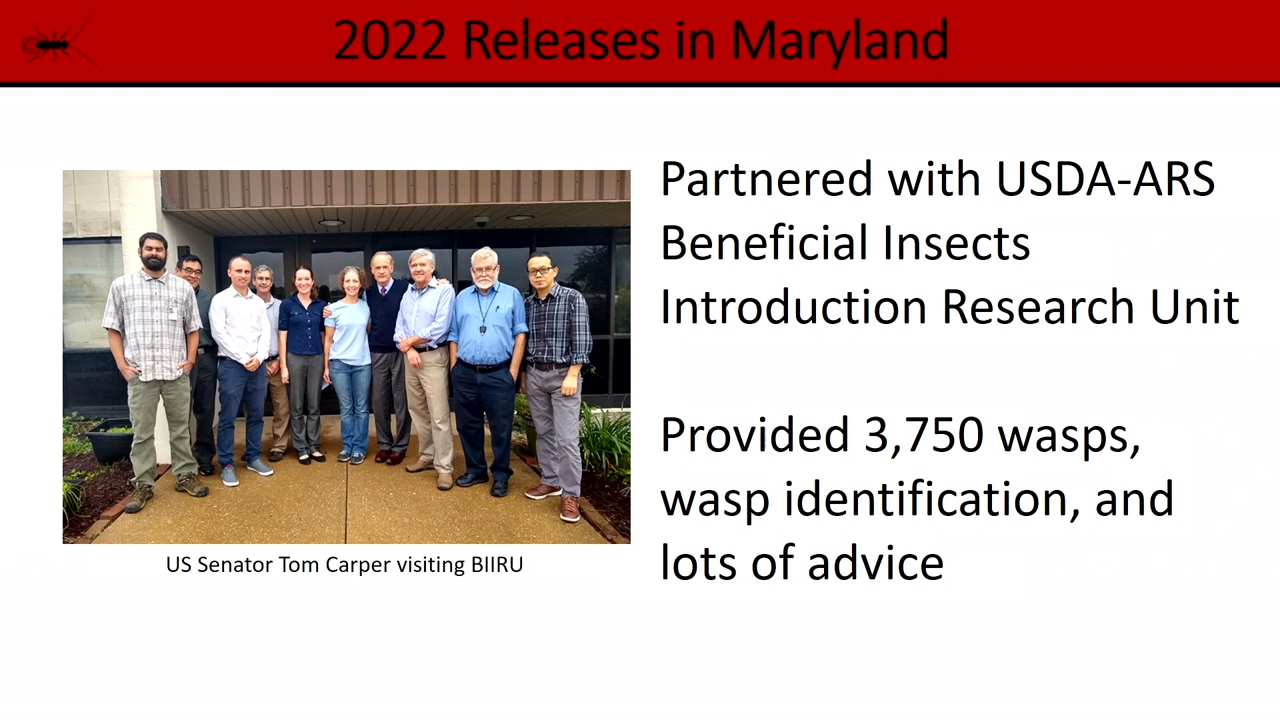 2022 Releases in Maryland
Partnered with USDA-ARS
Beneficial Insects
Introduction Research Unit
Provided 3,750 wasps,
wasp identification, and
lots of advice
US Senator Tom Carper visiting BIIRU